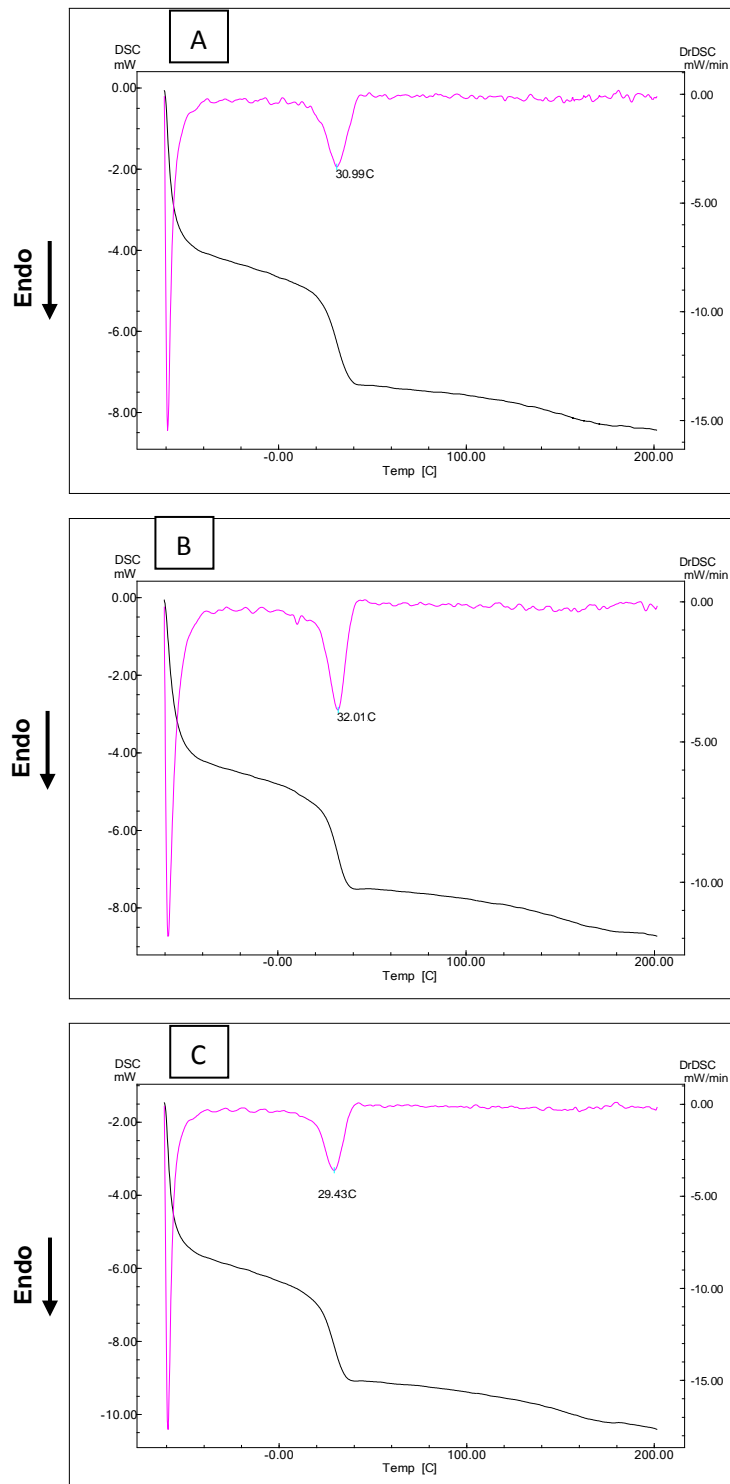 A
DSC
mW
DrDSC
mW/min
0.00
0.00
-2.00
30.99C
-5.00
-4.00
Endo
-10.00
-6.00
-8.00
-15.00
-0.00
100.00
200.00
Temp [C]
B
DSC
mW
DrDSC
mW/min
0.00
0.00
-2.00
32.01C
-4.00
-5.00
Endo
-6.00
-10.00
-8.00
-0.00
100.00
200.00
Temp [C]
C
DSC
mW
DrDSC
mW/min
0.00
-2.00
29.43C
-4.00
-5.00
-6.00
Endo
-10.00
-8.00
-15.00
-10.00
-0.00
100.00
200.00
Temp [C]